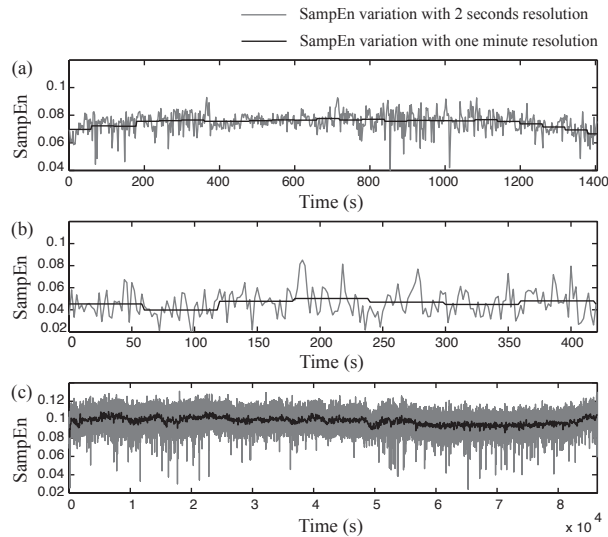 SampEn variation with 2 seconds resolution
SampEn variation with one minute resolution
(a)
0.1
0.08
0.06
0.04
SampEn
0 200 400 600 800 1000 1200 1400
Time (s)
(b)
0.1
0.08
0.06
0.04
0.02
SampEn
0 50 100 150 200 250 300 350 400
Time (s)
(c)
0.12
0.1
0.08
0.06
0.04
0.02
SampEn
0 1 2 3 4 5 6 7 8
Time (s)
x 10 4